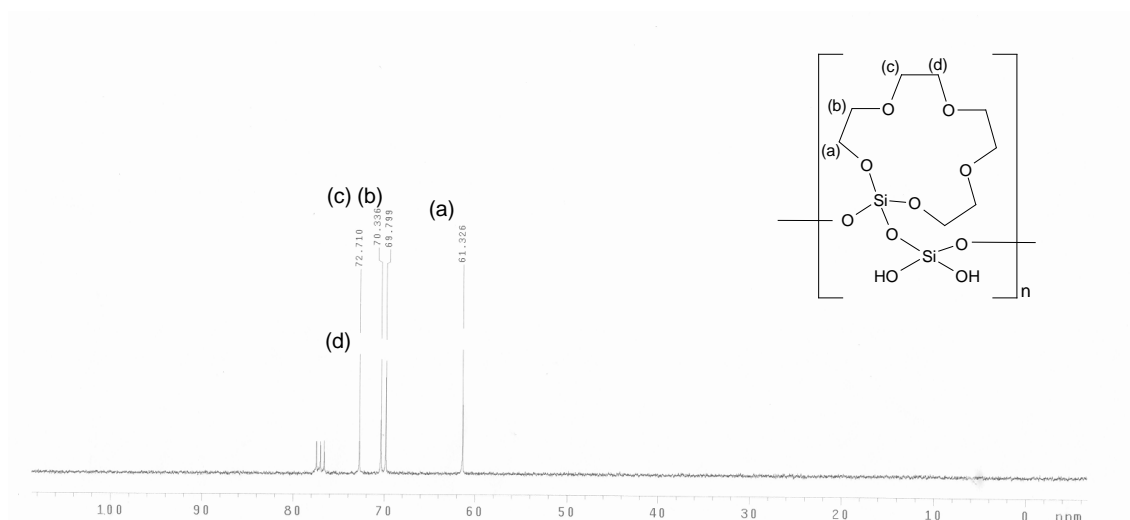 (c) (d)
(b) O O
(a)
O O
Si O
O O O
Si
HO OH
n
(c) (b) (a)
72.710 70.336 69.799 61.326
(d)
100 90 80 70 60 50 40 30 20 10 0 ppm